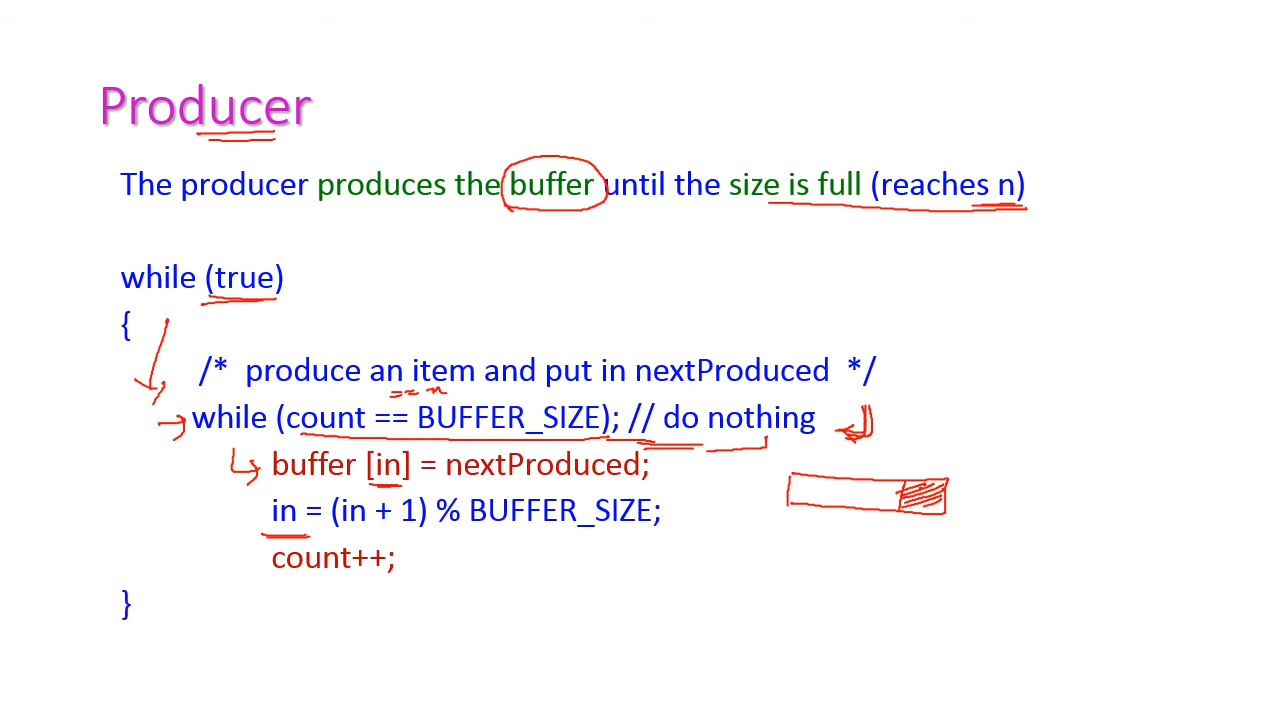 Producer
The producer produces the buffer until the size is full (reaches n)
while (true)
{
/* produce an item and put in nextProduced */
== n
while (count == BUFFER_SIZE); // do nothing
buffer [in] = nextProduced;
in = (in + 1) % BUFFER_SIZE;
count++;
}